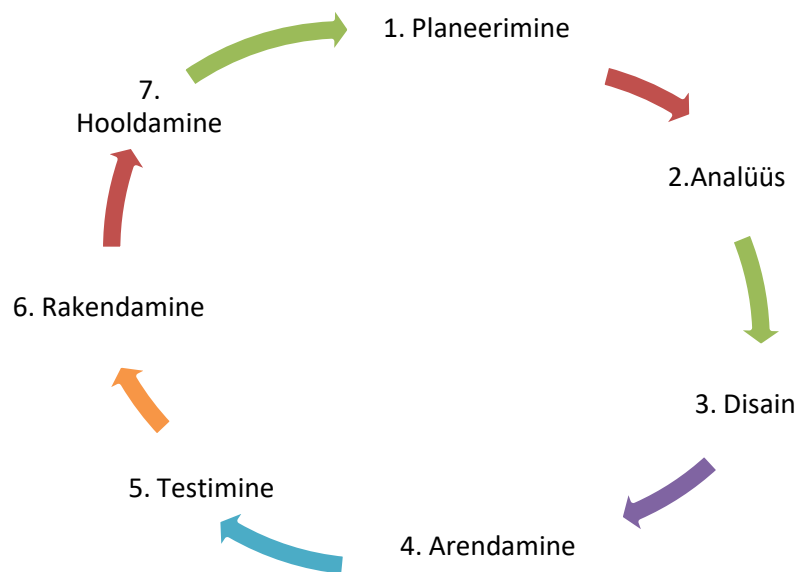 1. Planeerimine
2.Analüüs
3. Disain
4. Arendamine
5. Testimine
6. Rakendamine
7.
Hooldamine